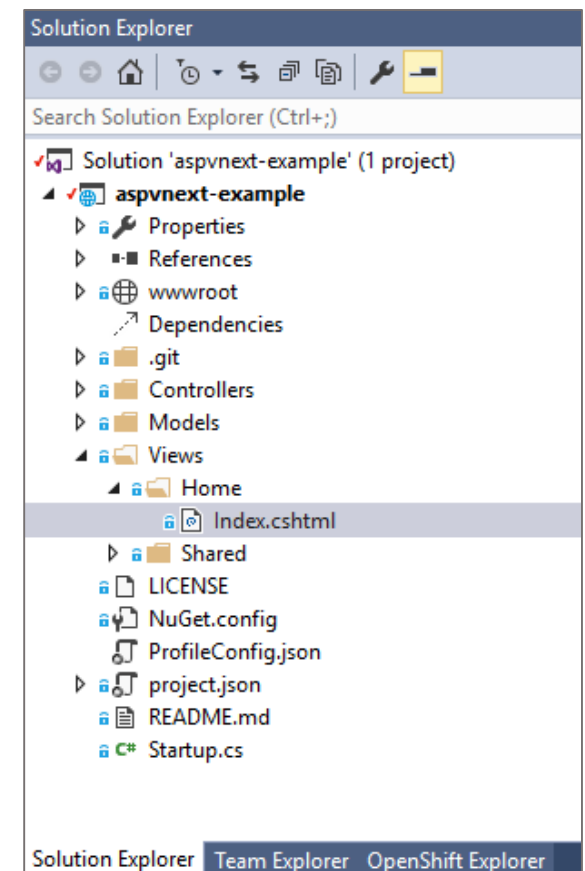 Solution Explorer
Search Solution Explorer (Ctrl+;)
Solution 'aspvnext-example' (1 project)
aspvnext-example
Properties
References
wwwroot
Dependencies
.git
Controllers
Models
Views
Home
Index.cshtml
Shared
LICENSE
NuGet.config
ProfileConfig.json
project.json
README.md
C# Startup.cs
Solution Explorer Team Explorer OpenShift Explorer